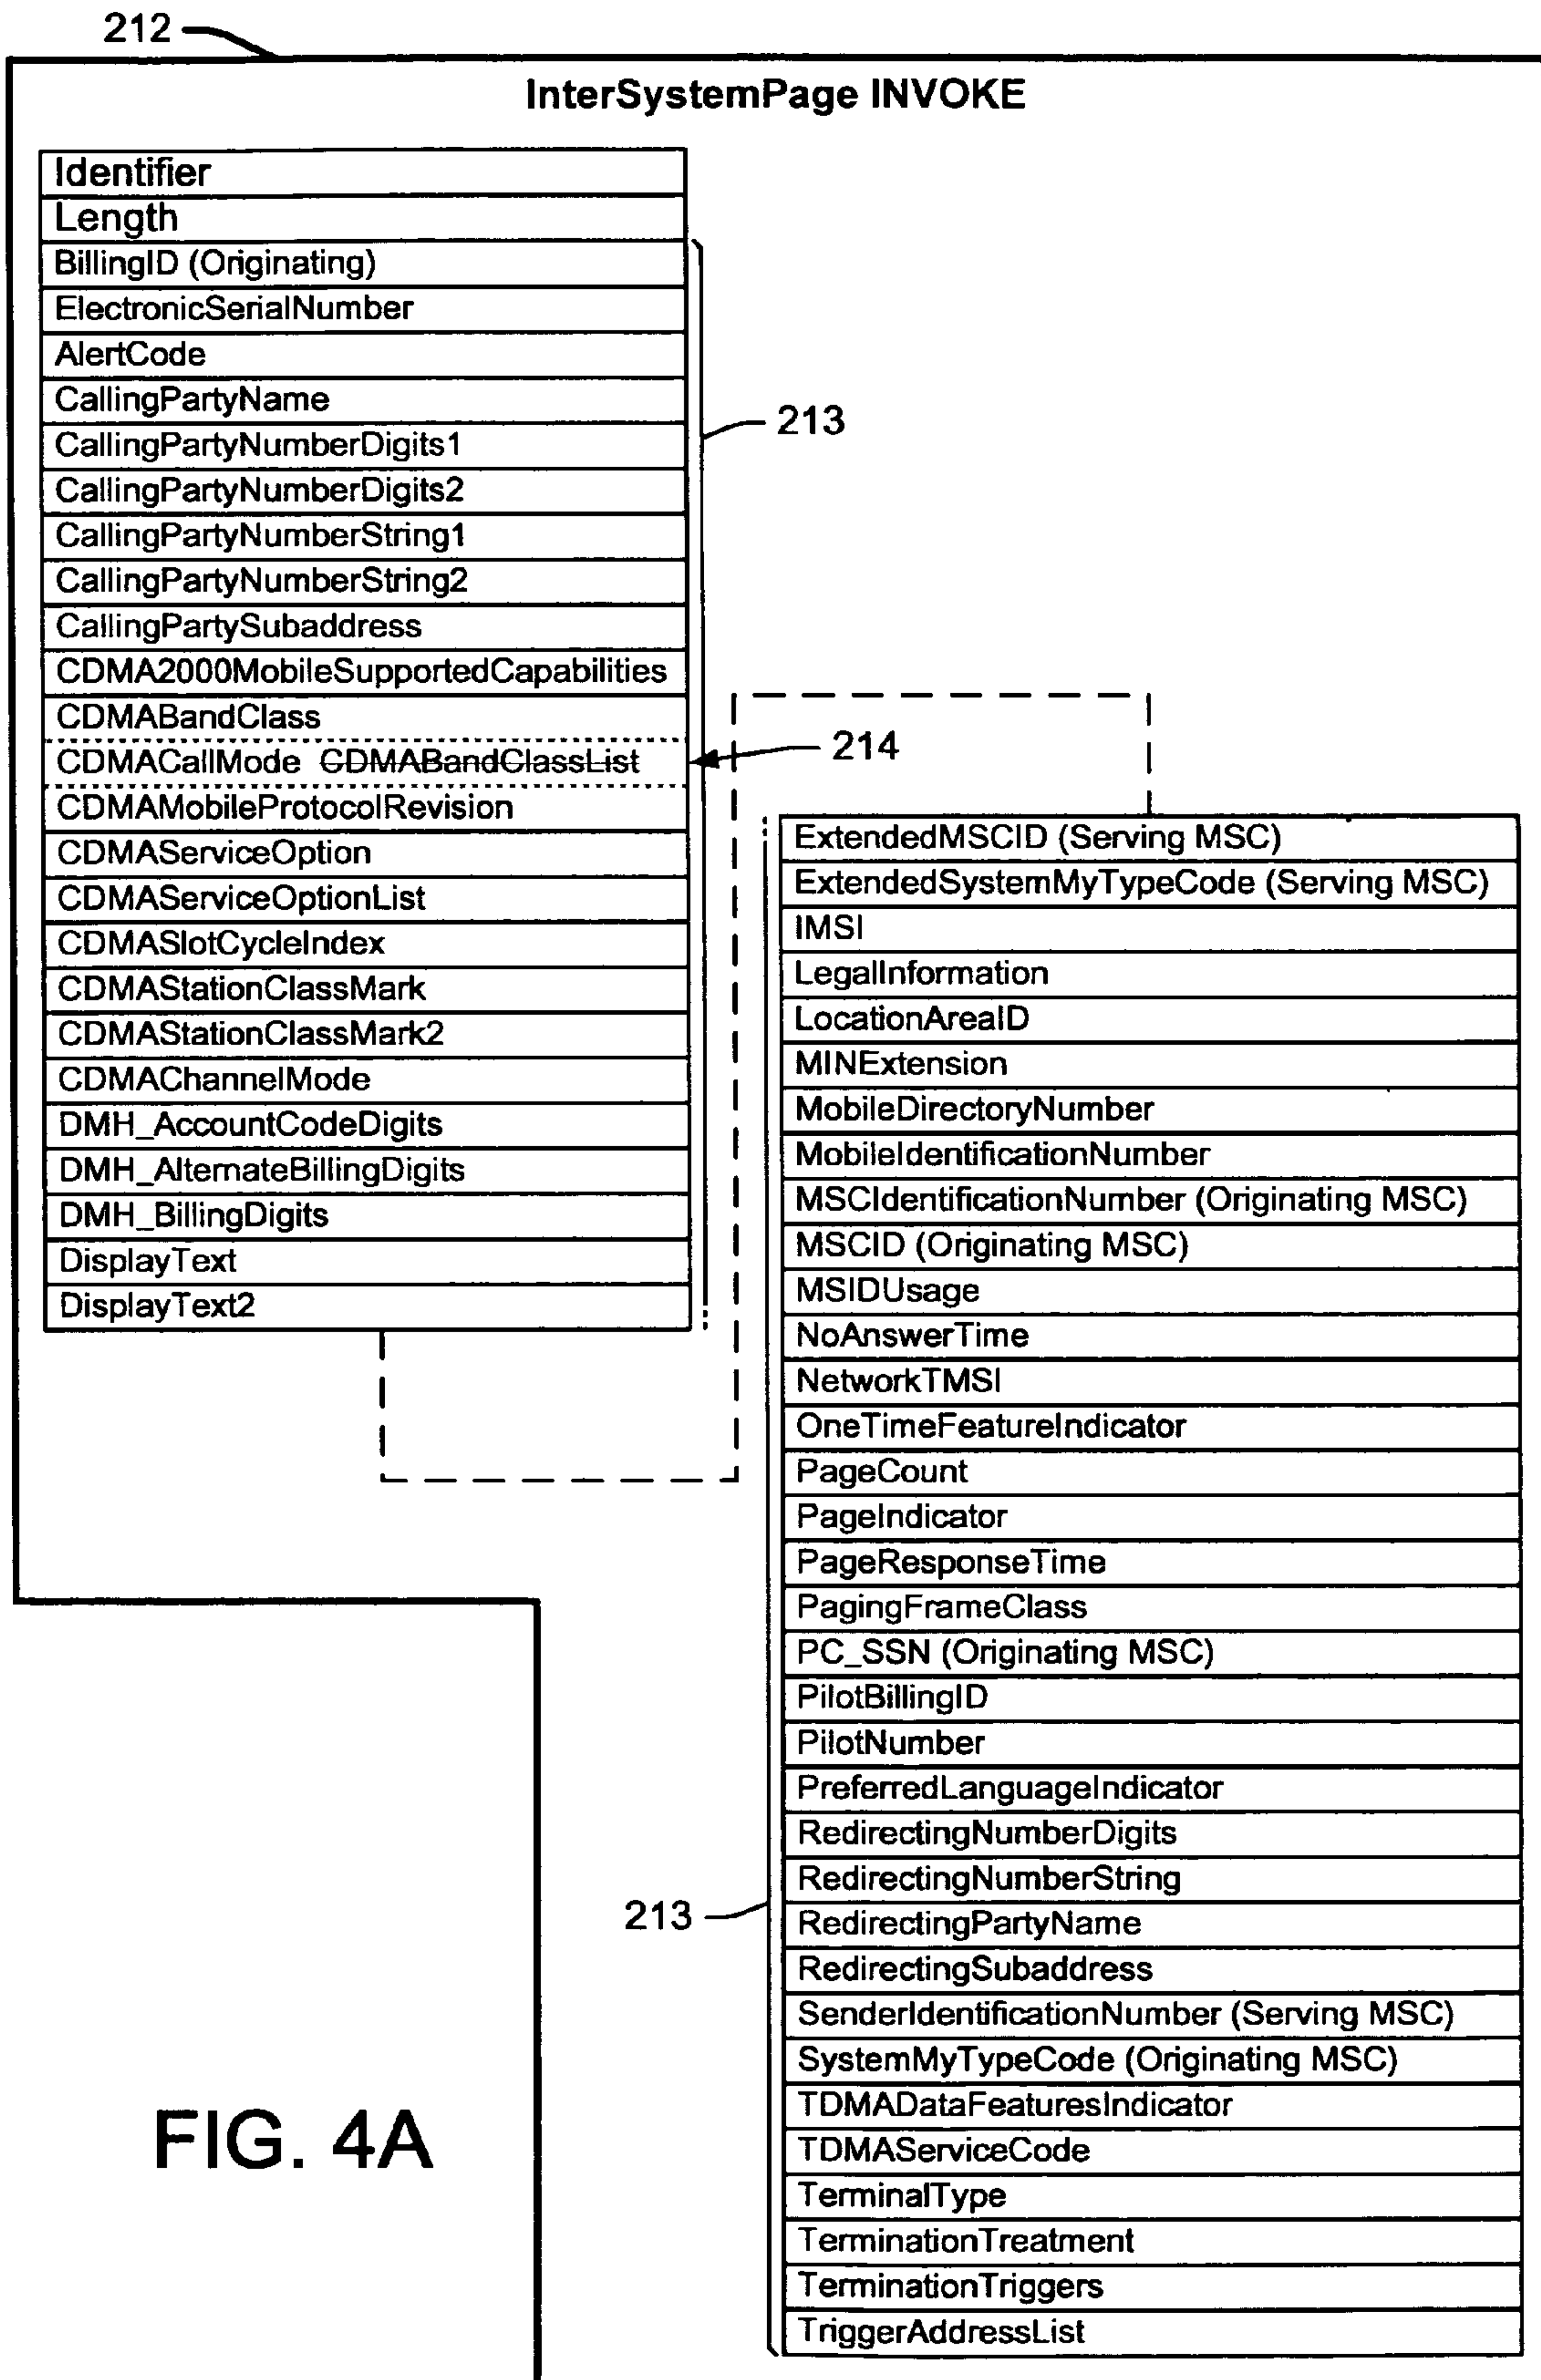 212
InterSystemPage INVOKE
Identifier
Length
BillingID (Originating)
ElectronicSerialNumber
AlertCode
CallingPartyName
CallingPartyNumberDigits1
213
CallingPartyNumberDigits2
CallingPartyNumberString1
CallingPartyNumberString2
CallingPartySubaddress
CDMA2000MobileSupportedCapabilities
CDMABandClass
CDMACallMode CDMABandClassList
214
CDMAMobileProtocolRevision
CDMAServiceOption
CDMAServiceOptionList
CDMASlotCycleIndex
CDMAStationClassMark
CDMAStationClassMark2
CDMAChannelMode
DMH_AccountCodeDigits
DMH_AlternateBillingDigits
DMH_BillingDigits
DisplayText
DisplayText2
ExtendedMSCID (Serving MSC)
ExtendedSystemMyTypeCode (Serving MSC)
IMSI
LegalInformation
LocationAreaID
MINExtension
MobileDirectoryNumber
MobileIdentificationNumber
MSCIdentificationNumber (Originating MSC)
MSCID (Originating MSC)
MSIDUsage
NoAnswerTime
NetworkTMSI
OneTimeFeatureIndicator
PageCount
PageIndicator
PageResponseTime
PagingFrameClass
PC_SSN (Originating MSC)
PilotBillingID
PilotNumber
PreferredLanguageIndicator
RedirectingNumberDigits
RedirectingNumberString
213
RedirectingPartyName
RedirectingSubaddress
SenderIdentificationNumber (Serving MSC)
SystemMyTypeCode (Originating MSC)
TDMADataFeaturesIndicator
TDMAServiceCode
TerminalType
TerminationTreatment
TerminationTriggers
TriggerAddressList
FIG. 4A